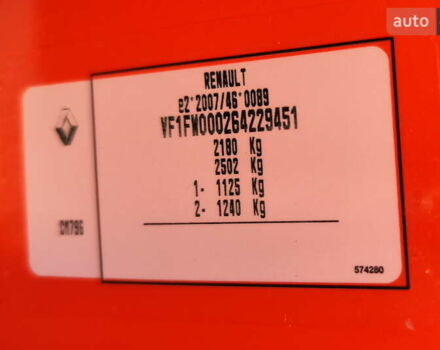 auto
RENAULT
e2*2007/46*0089
VF1FW000264229451
2180 Kg
2502 Kg
1- 1125 Kg
2- 1240 Kg
CM796
574280